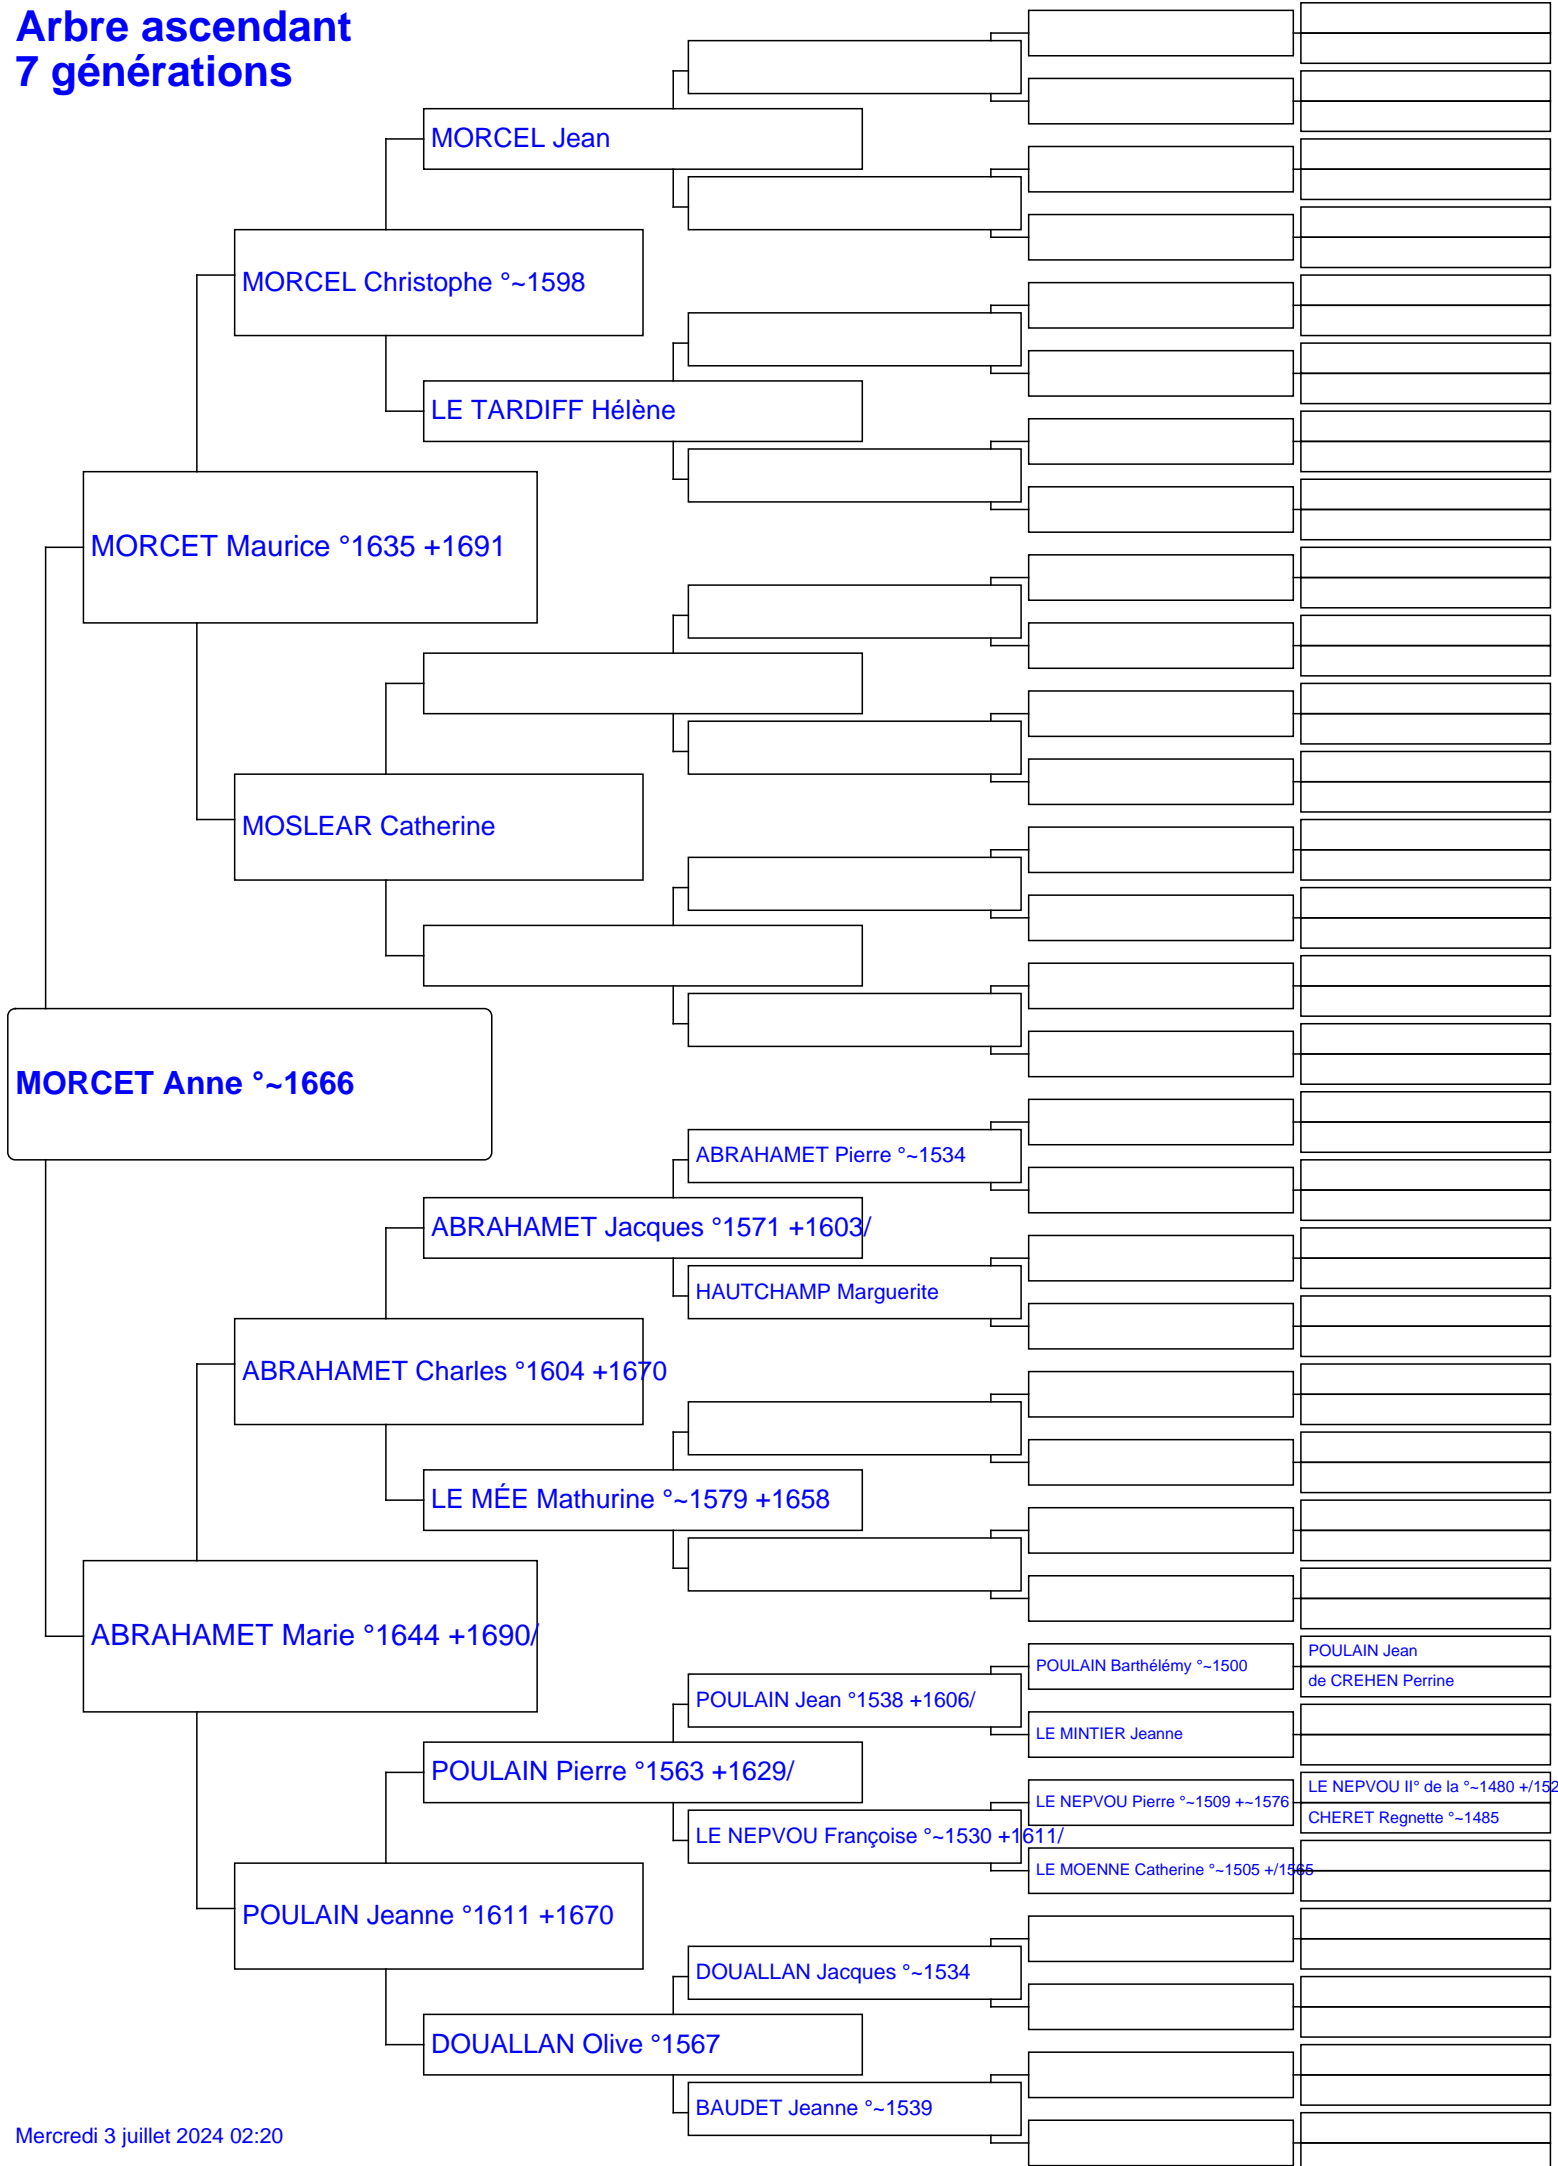 Arbre ascendant
7 générations
MORCEL Jean
MORCEL Christophe °~1598
LE TARDIFF Hélène
MORCET Maurice °1635 +1691
MOSLEAR Catherine
MORCET Anne °~1666
ABRAHAMET Pierre °~1534
ABRAHAMET Jacques °1571 +1603/
HAUTCHAMP Marguerite
ABRAHAMET Charles °1604 +1670
LE MÉE Mathurine °~1579 +1658
ABRAHAMET Marie °1644 +1690/
POULAIN Jean
POULAIN Barthélémy °~1500
de CREHEN Perrine
POULAIN Jean °1538 +1606/
LE MINTIER Jeanne
POULAIN Pierre °1563 +1629/
LE NEPVOU II° de la °~1480 +/152
LE NEPVOU Pierre °~1509 +~1576
CHERET Regnette °~1485
LE NEPVOU Françoise °~1530 +1611/
LE MOENNE Catherine °~1505 +/1565
POULAIN Jeanne °1611 +1670
DOUALLAN Jacques °~1534
DOUALLAN Olive °1567
BAUDET Jeanne °~1539
Mercredi 3 juillet 2024 02:20